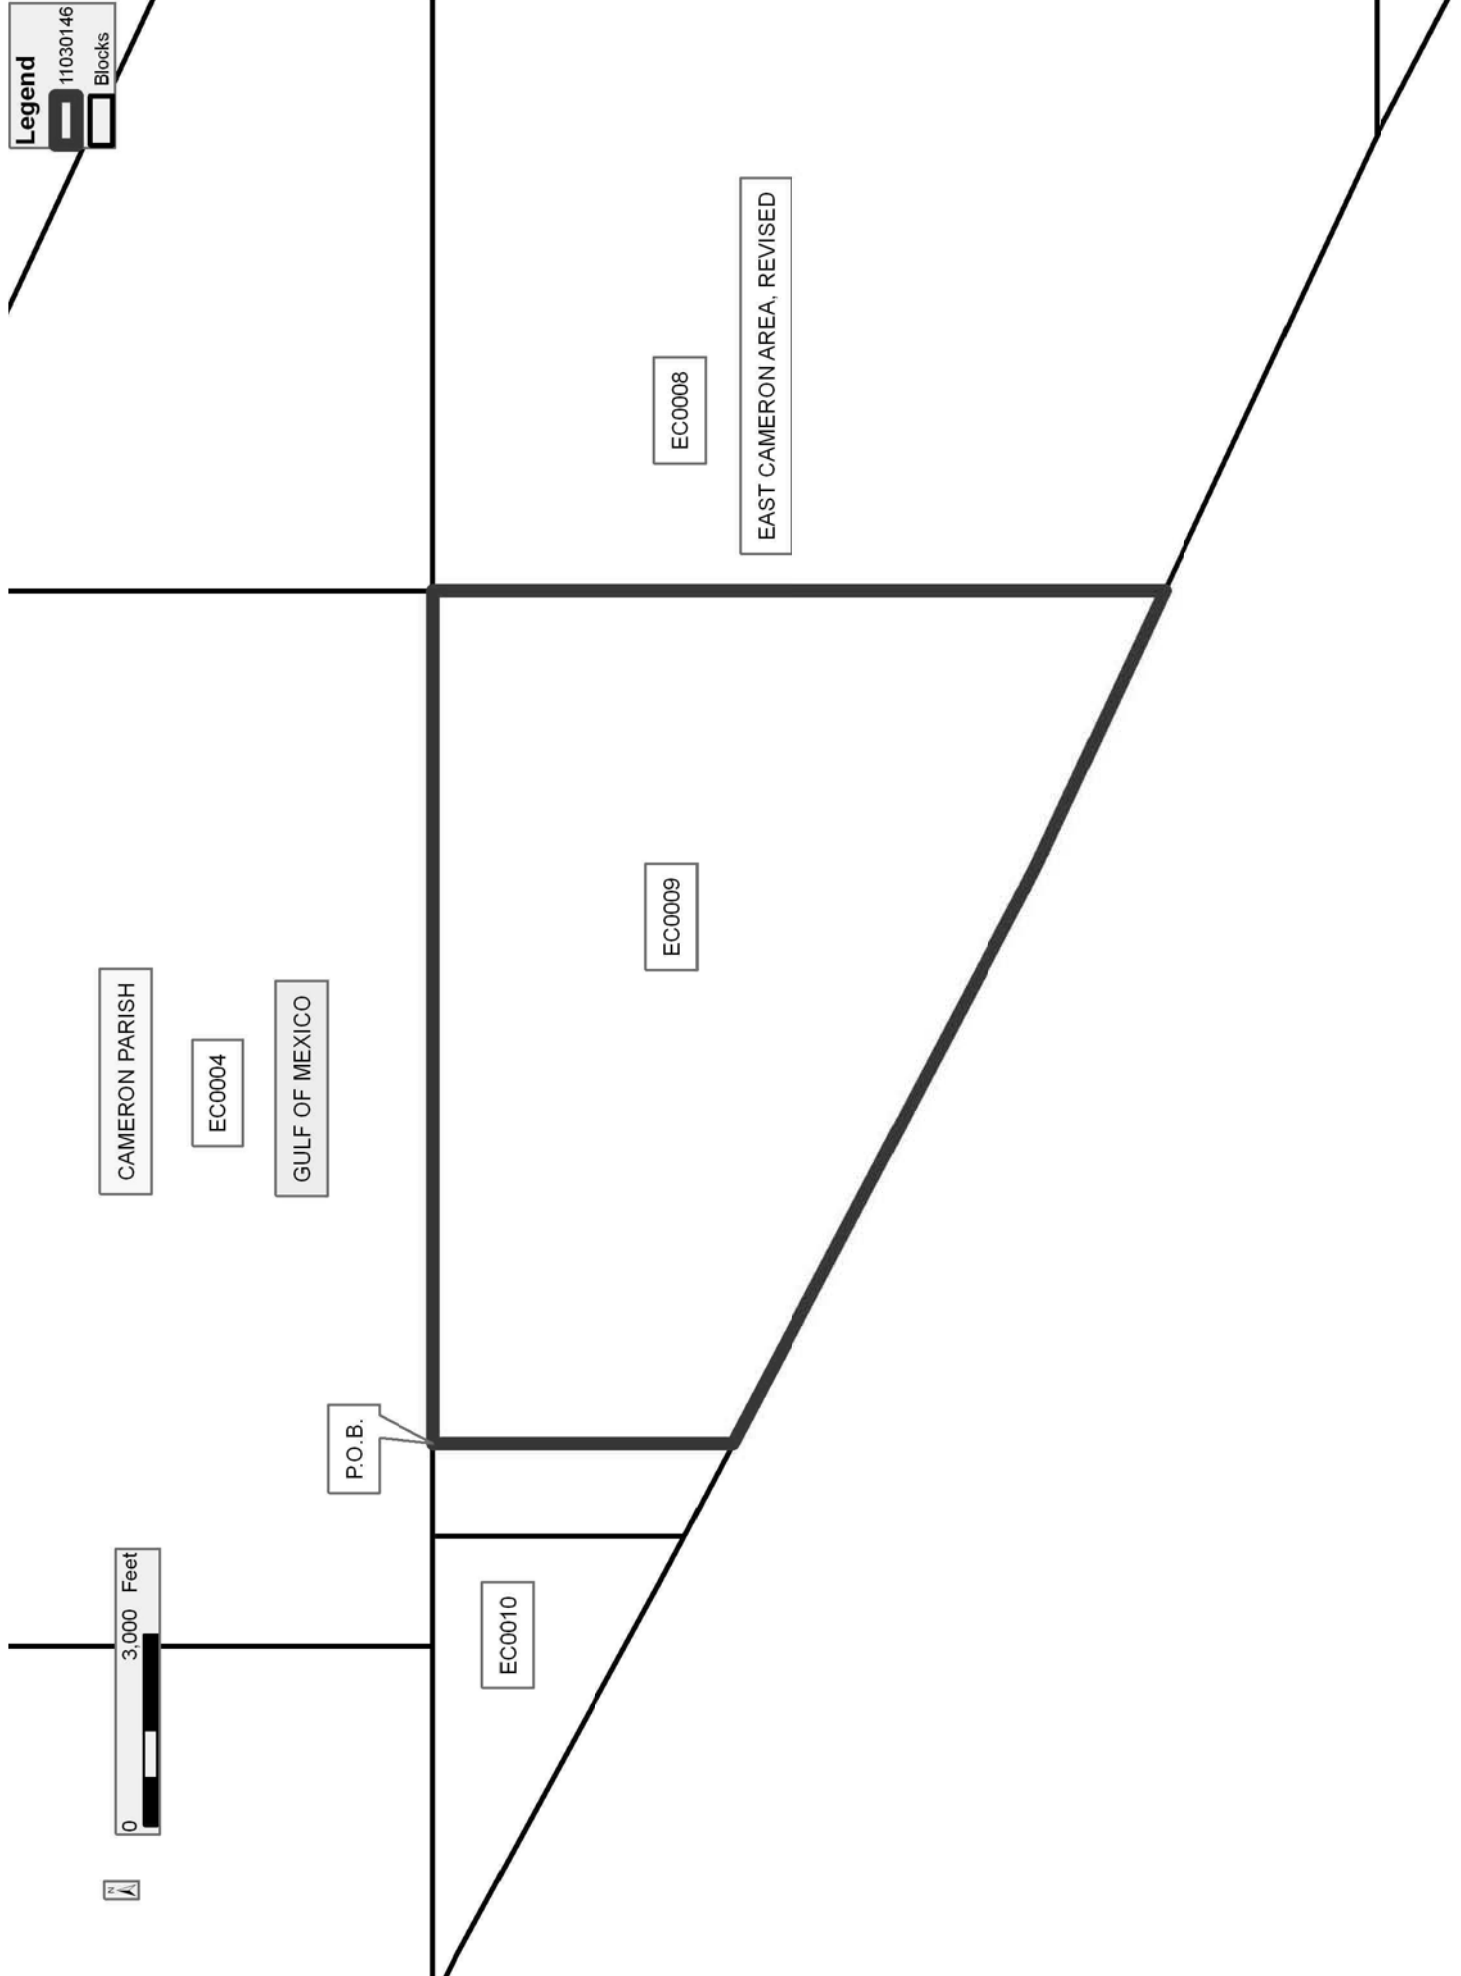 Legend
11030146
Blocks
CAMERON PARISH
EC0004
GULF OF MEXICO
P.O.B.
0 3,000 Feet
N
EC0008
EAST CAMERON AREA, REVISED
EC0009
EC0010